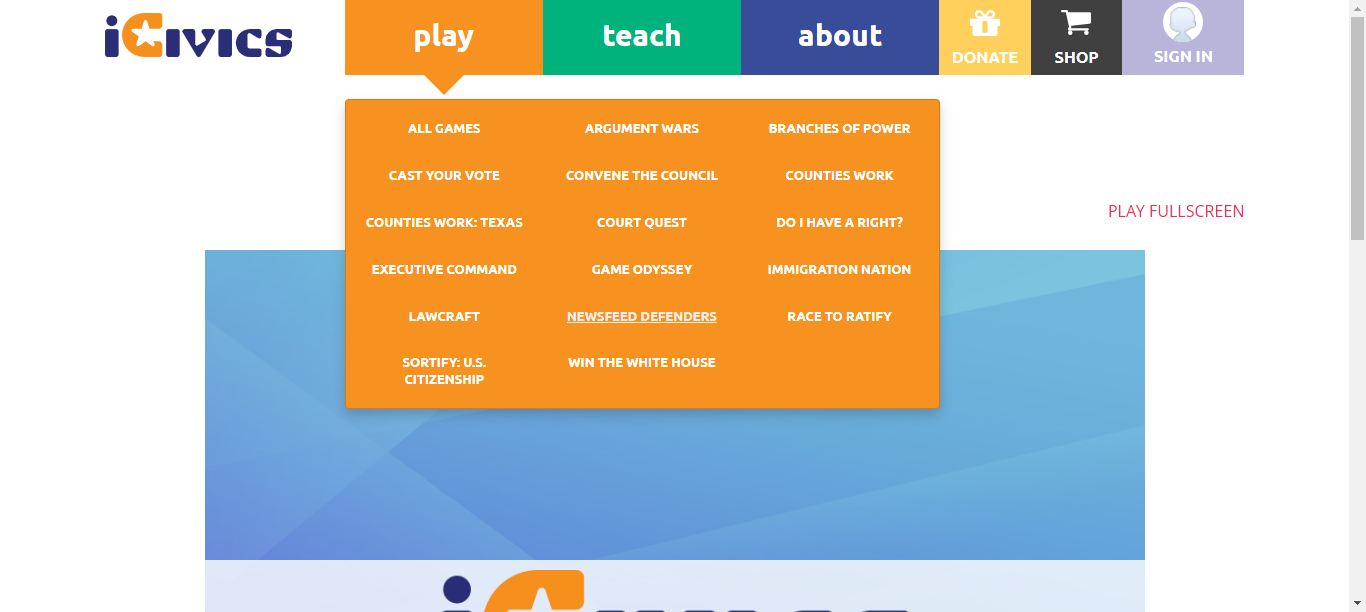 iCIVICS
play
teach
about
DONATE
SHOP
SIGN IN
ALL GAMES
ARGUMENT WARS
BRANCHES OF POWER
CAST YOUR VOTE
CONVENE THE COUNCIL
COUNTIES WORK
COUNTIES WORK: TEXAS
COURT QUEST
DO I HAVE A RIGHT?
EXECUTIVE COMMAND
GAME ODYSSEY
IMMIGRATION NATION
LAWCRAFT
NEWSFEED DEFENDERS
RACE TO RATIFY
SORTIFY: U.S.
CITIZENSHIP
WIN THE WHITE HOUSE
PLAY FULLSCREEN